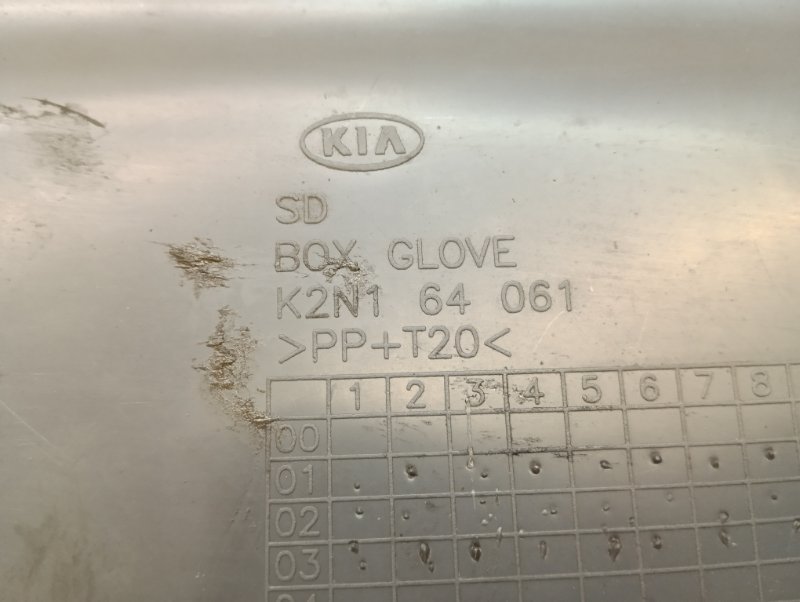 KIA
SD
BOX GLOVE
K2N1 64 061
>PP+T20<
1 2 3 4 5 6 7 8
00
01
02
03